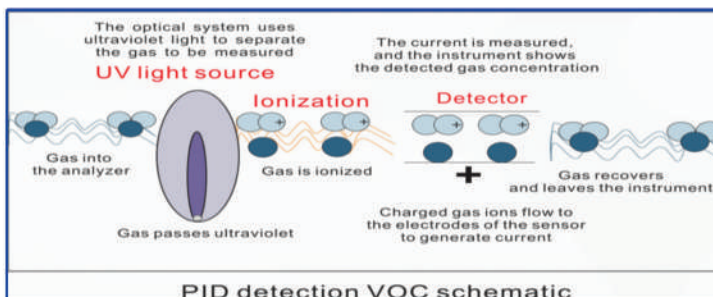 The optical system uses
ultraviolet light to separate
the gas to be measured
UV light source
The current is measured,
and the instrument shows
the detected gas concentration
Ionization
Detector
+
+
+
+
Gas into
the analyzer
Gas is ionized
+
Gas recovers
and leaves the instrument
Gas passes ultraviolet
Charged gas ions flow to
the electrodes of the sensor
to generate current
PID detection VOC schematic